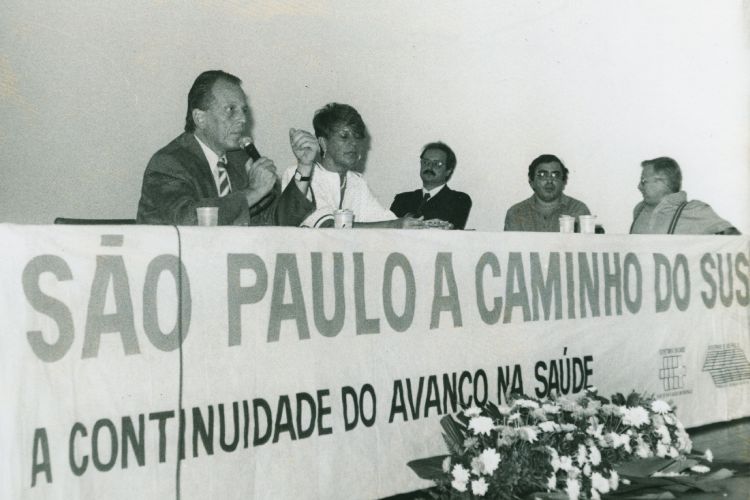 SÃO PAULO A CAMINHO DO SUS
A CONTINUIDADE DO AVANÇO NA SAÚDE